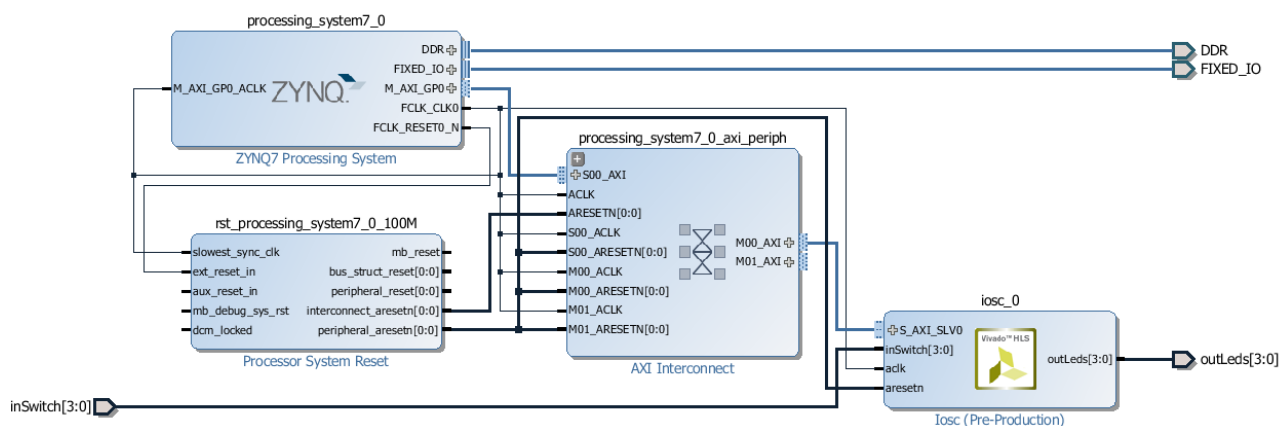 processing_system7_0
DDR
FIXED_IO
M_AXI_GP0_ACLK
ZYNQ
M_AXI_GP0
FCLK_CLK0
FCLK_RESET0_N
ZYNQ7 Processing System
DDR
FIXED_IO
processing_system7_0_axi_periph
S00_AXI
ACLK
ARESETN[0:0]
S00_ACLK
S00_ARESETN[0:0]
M00_ACLK
M00_ARESETN[0:0]
M01_ACLK
M01_ARESETN[0:0]
M00_AXI
M01_AXI
AXI Interconnect
rst_processing_system7_0_100M
slowest_sync_clk
ext_reset_in
aux_reset_in
mb_debug_sys_rst
dcm_locked
mb_reset
bus_struct_reset[0:0]
peripheral_reset[0:0]
interconnect_aresetn[0:0]
peripheral_aresetn[0:0]
Processor System Reset
iosc_0
S_AXI_SLV0
inSwitch[3:0]
aclk
aresetn
Vivado™ HLS
outLeds[3:0]
Iosc (Pre-Production)
outLeds[3:0]
inSwitch[3:0]